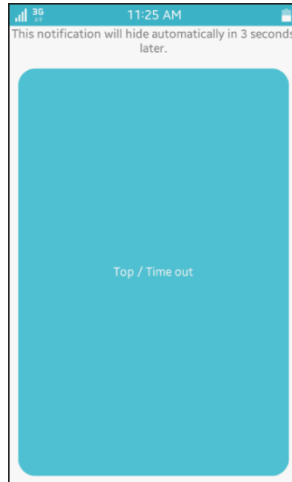 3G
11:25 AM
This notification will hide automatically in 3 seconds
later.
Top / Time out